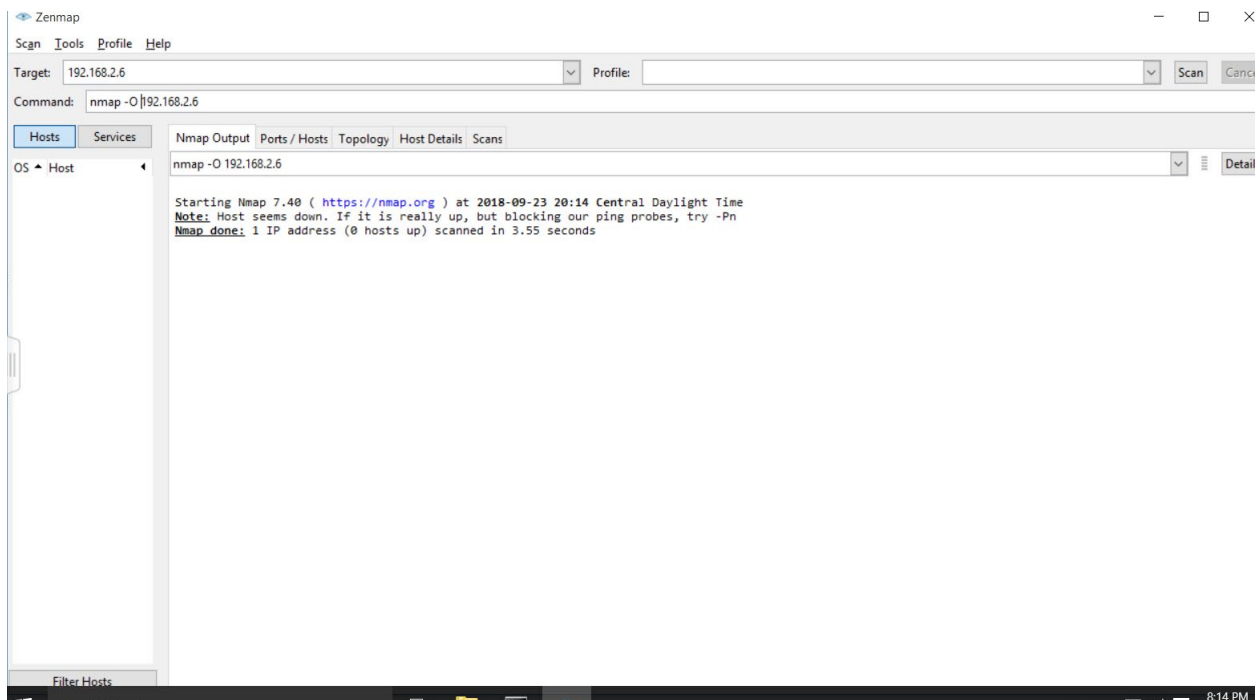 Zenmap
Scan Tools Profile Help
Target: 192.168.2.6 Profile: Scan
Command: nmap -O 192.168.2.6
Hosts Services Nmap Output Ports / Hosts Topology Host Details Scans
OS Host nmap -O 192.168.2.6
Starting Nmap 7.40 ( https://nmap.org ) at 2018-09-23 20:14 Central Daylight Time
Note: Host seems down. If it is really up, but blocking our ping probes, try -Pn
Nmap done: 1 IP address (0 hosts up) scanned in 3.55 seconds
Filter Hosts
8:14 PM